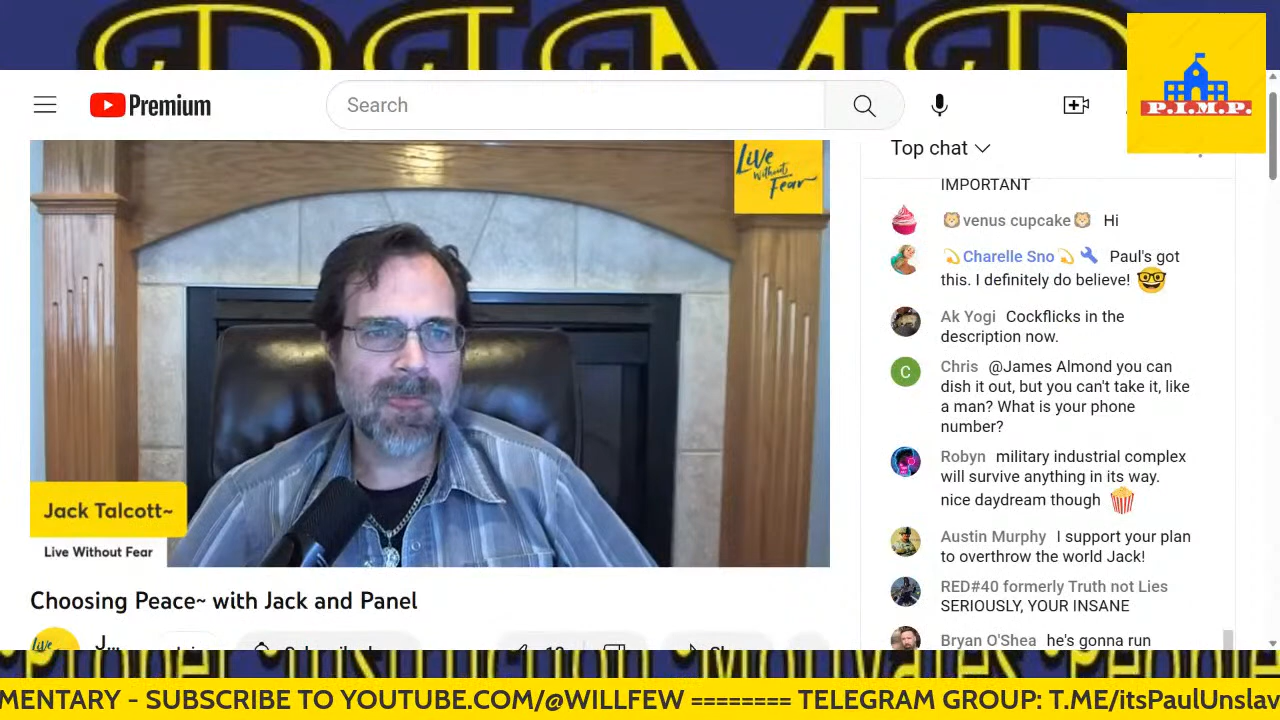 P.I.M.P.
Premium
Search
P.I.M.P.
Live
Without
Fear
Jack Talcott~
Live Without Fear
Choosing Peace~ with Jack and Panel
Top chat
IMPORTANT
venus cupcake Hi
Charelle Sno Paul's got
this. I definitely do believe!
Ak Yogi Cockflicks in the
description now.
C
Chris @James Almond you can
dish it out, but you can't take it, like
a man? What is your phone
number?
Robyn military industrial complex
will survive anything in its way.
nice daydream though
Austin Murphy I support your plan
to overthrow the world Jack!
RED#40 formerly Truth not Lies
SERIOUSLY, YOUR INSANE
Bryan O'Shea he's gonna run
Proper Instruction Motivates People
MENTARY - SUBSCRIBE TO YOUTUBE.COM/@WILLFEW ======== TELEGRAM GROUP: T.ME/itsPaulUnslav